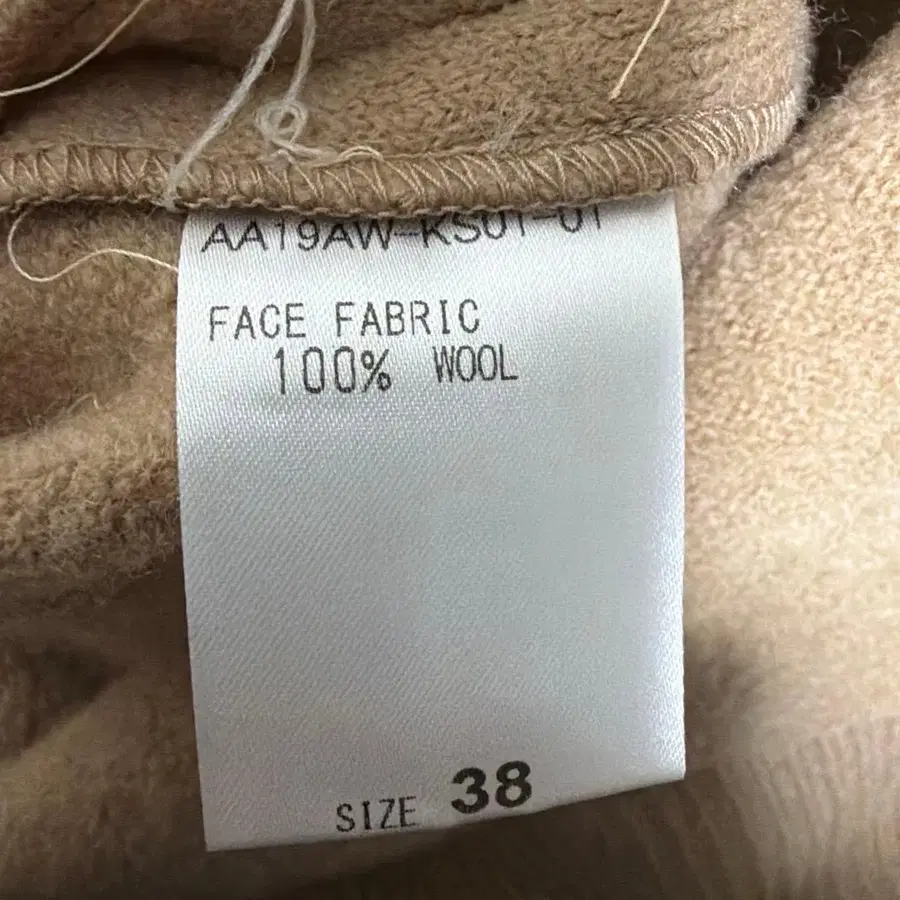 AA19AW-KS01-01
FACE FABRIC
100% WOOL
SIZE 38